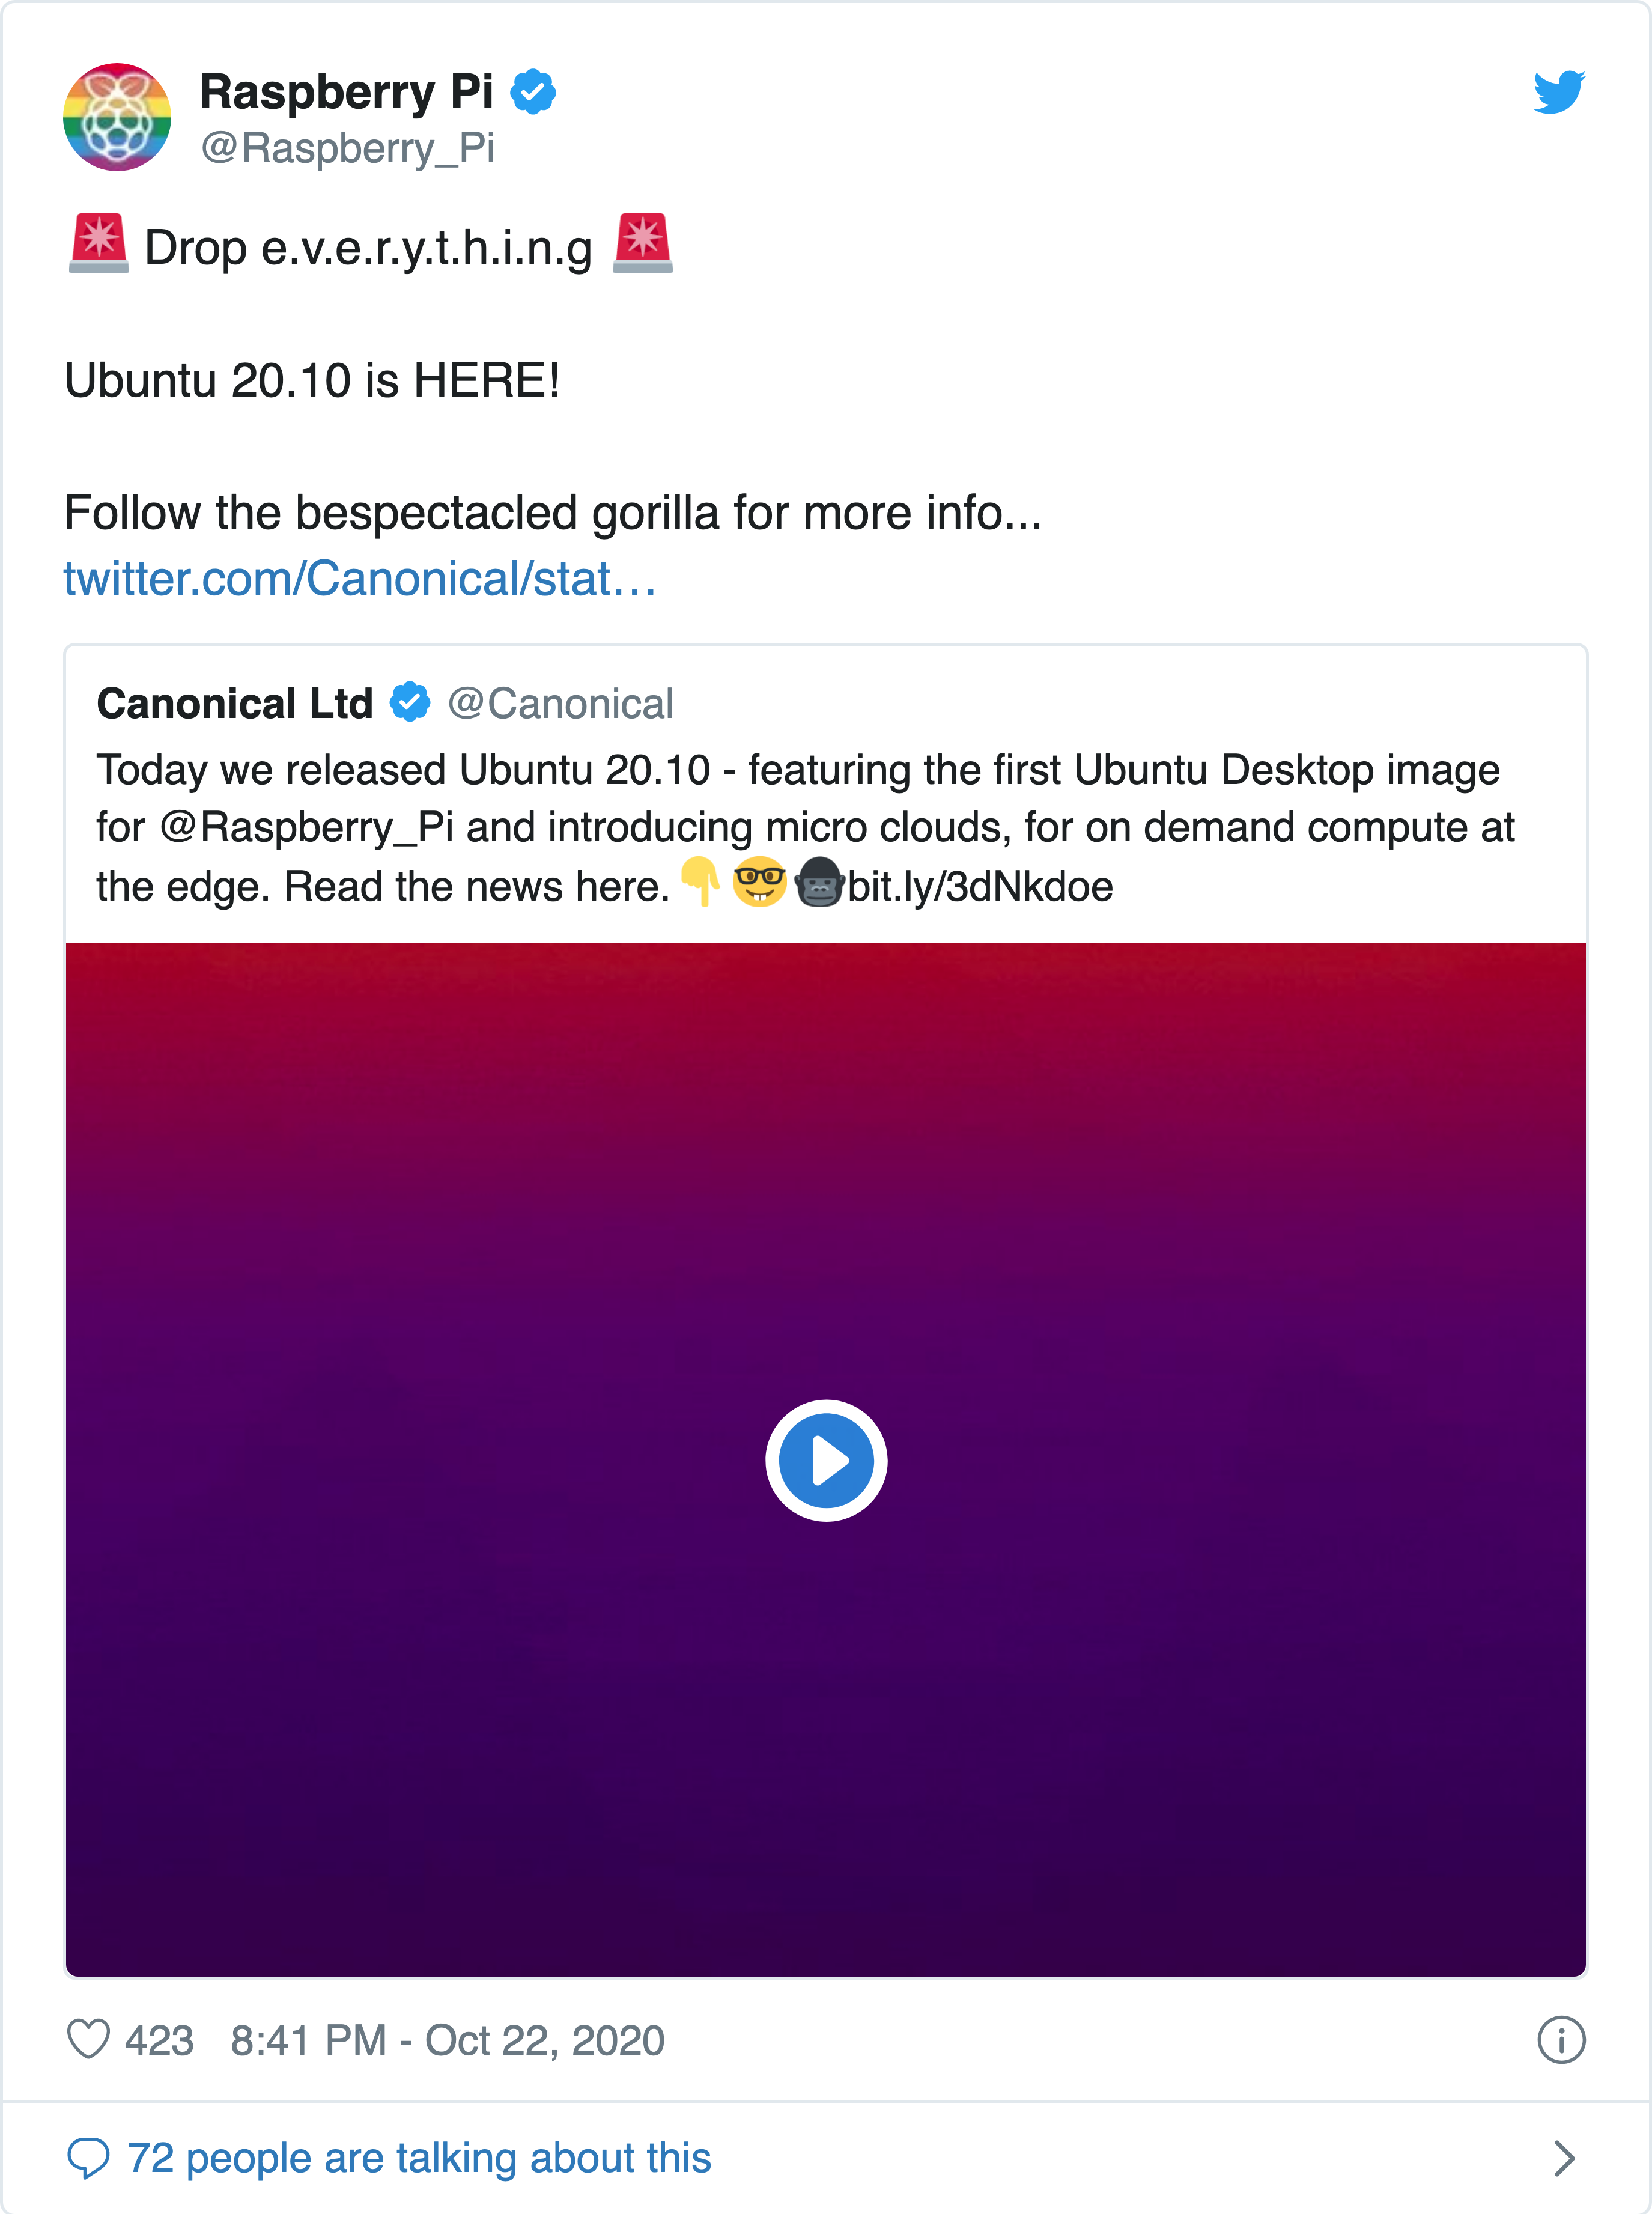 Raspberry Pi
@Raspberry_Pi
🚨 Drop e.v.e.r.y.t.h.i.n.g 🚨
Ubuntu 20.10 is HERE!
Follow the bespectacled gorilla for more info...
twitter.com/Canonical/stat…
Canonical Ltd @Canonical
Today we released Ubuntu 20.10 - featuring the first Ubuntu Desktop image
for @Raspberry_Pi and introducing micro clouds, for on demand compute at
the edge. Read the news here.👇🤓🦍bit.ly/3dNkdoe
423 8:41 PM - Oct 22, 2020
72 people are talking about this